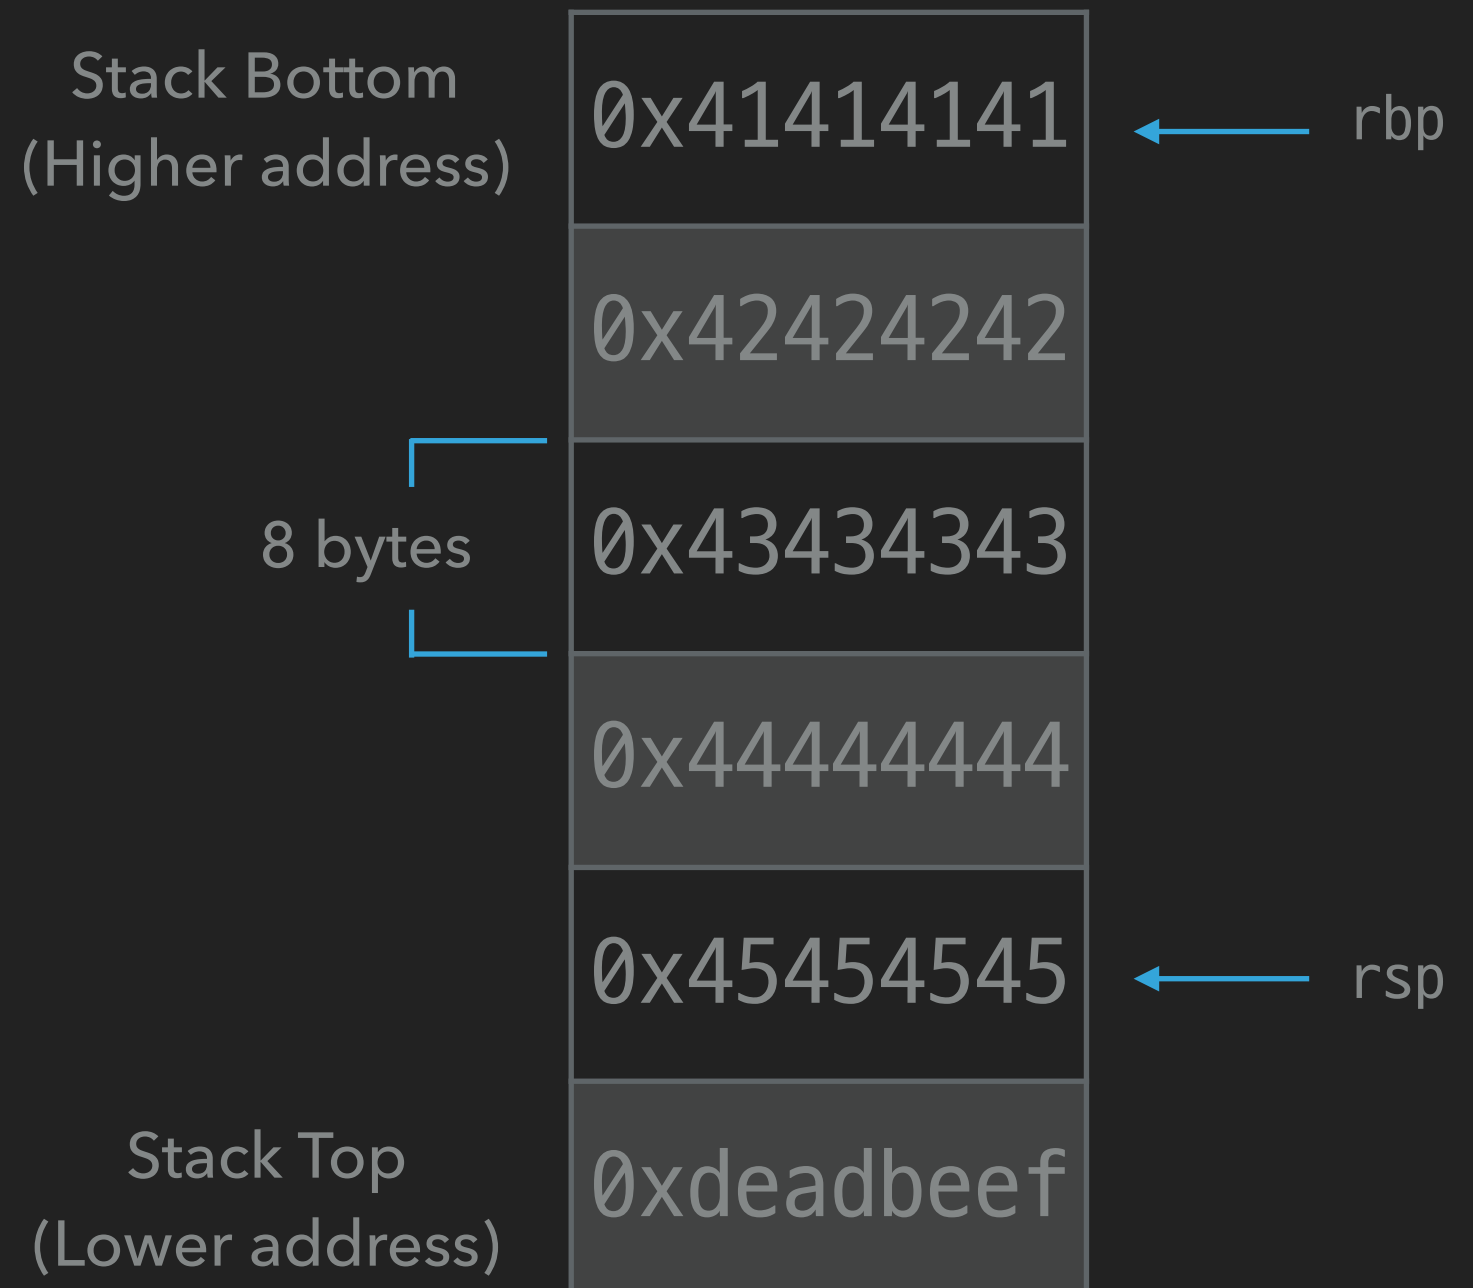 Stack Bottom
(Higher address)
0x41414141
rbp
0x42424242
8 bytes
0x43434343
0x44444444
0x45454545
rsp
Stack Top
(Lower address)
0xdeadbeef